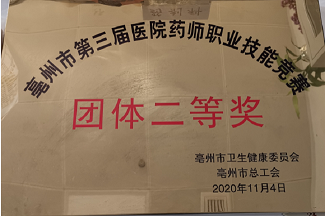 亳州市第三届医院药师职业技能竞赛
团体二等奖
亳州市卫生健康委员会
亳州市总工会
2020年11月4日